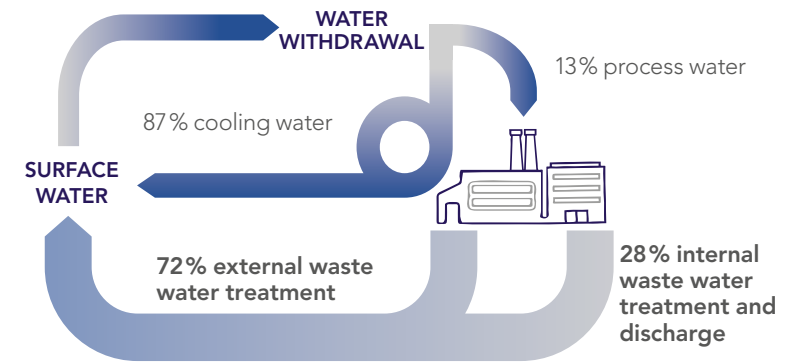 WATER
WITHDRAWAL
13% process water
87% cooling water
SURFACE
WATER
72% external waste
water treatment
28% internal
waste water
treatment and
discharge